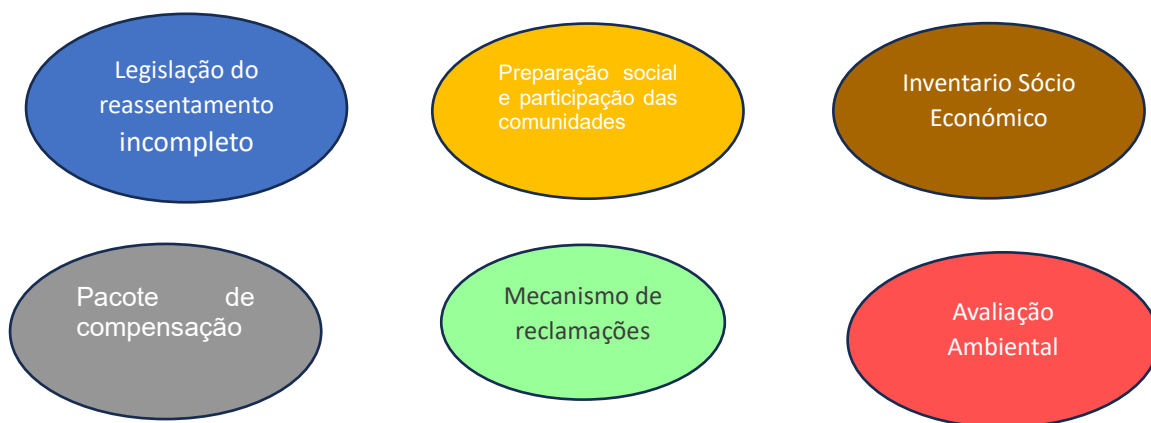 Legislação do
reassentamento
incompleto
Preparação social
e participação das
comunidades
Inventario Sócio
Económico
Pacote de
compensação
Mecanismo de
reclamações
Avaliação
Ambiental